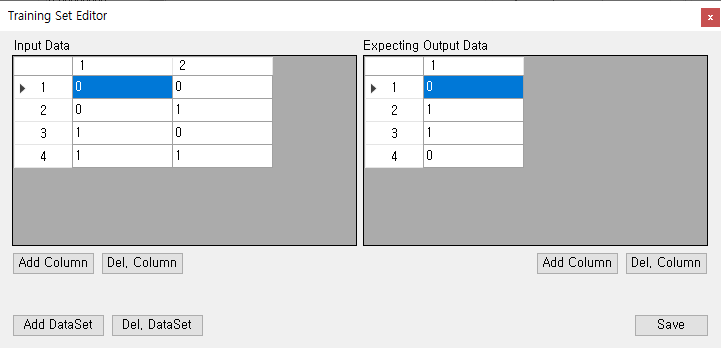 Training Set Editor
x
Input Data
1 2
1 0 0
2 0 1
3 1 0
4 1 1
Add Column Del, Column
Expecting Output Data
1
1 0
2 1
3 1
4 0
Add Column Del, Column
Add DataSet Del, DataSet
Save